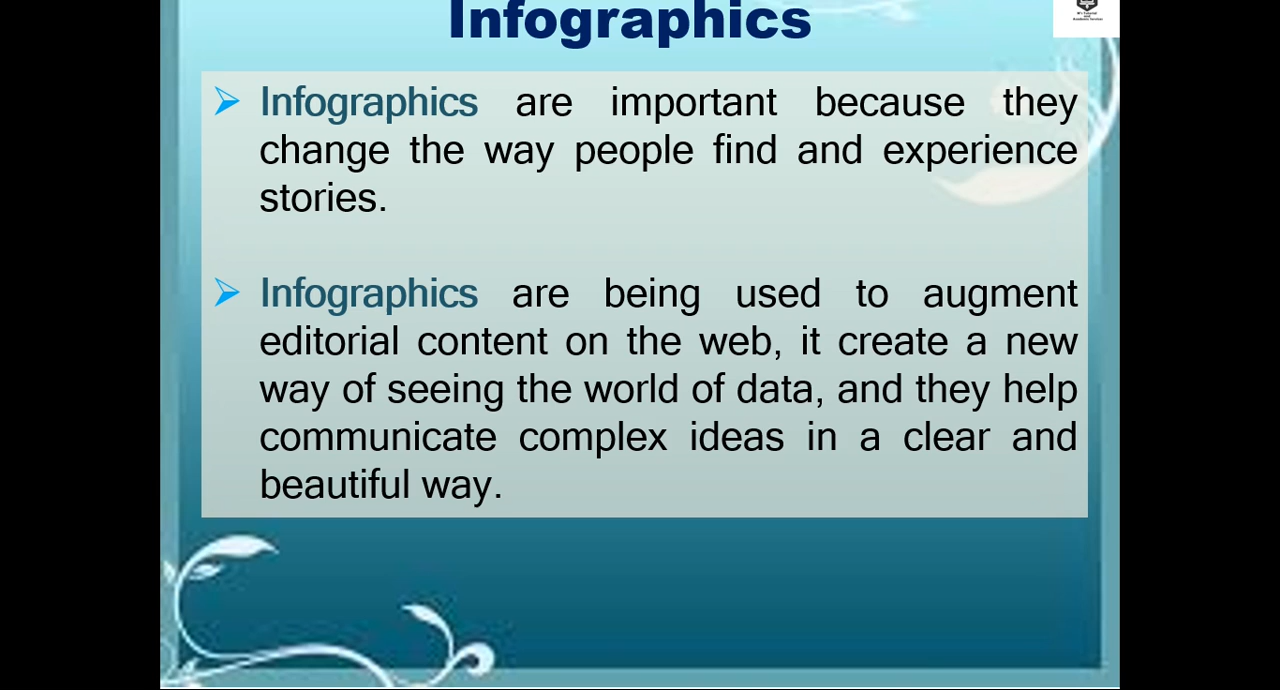 Infographics
Infographics are important because they
change the way people find and experience
stories.
Infographics are being used to augment
editorial content on the web, it create a new
way of seeing the world of data, and they help
communicate complex ideas in a clear and
beautiful way.